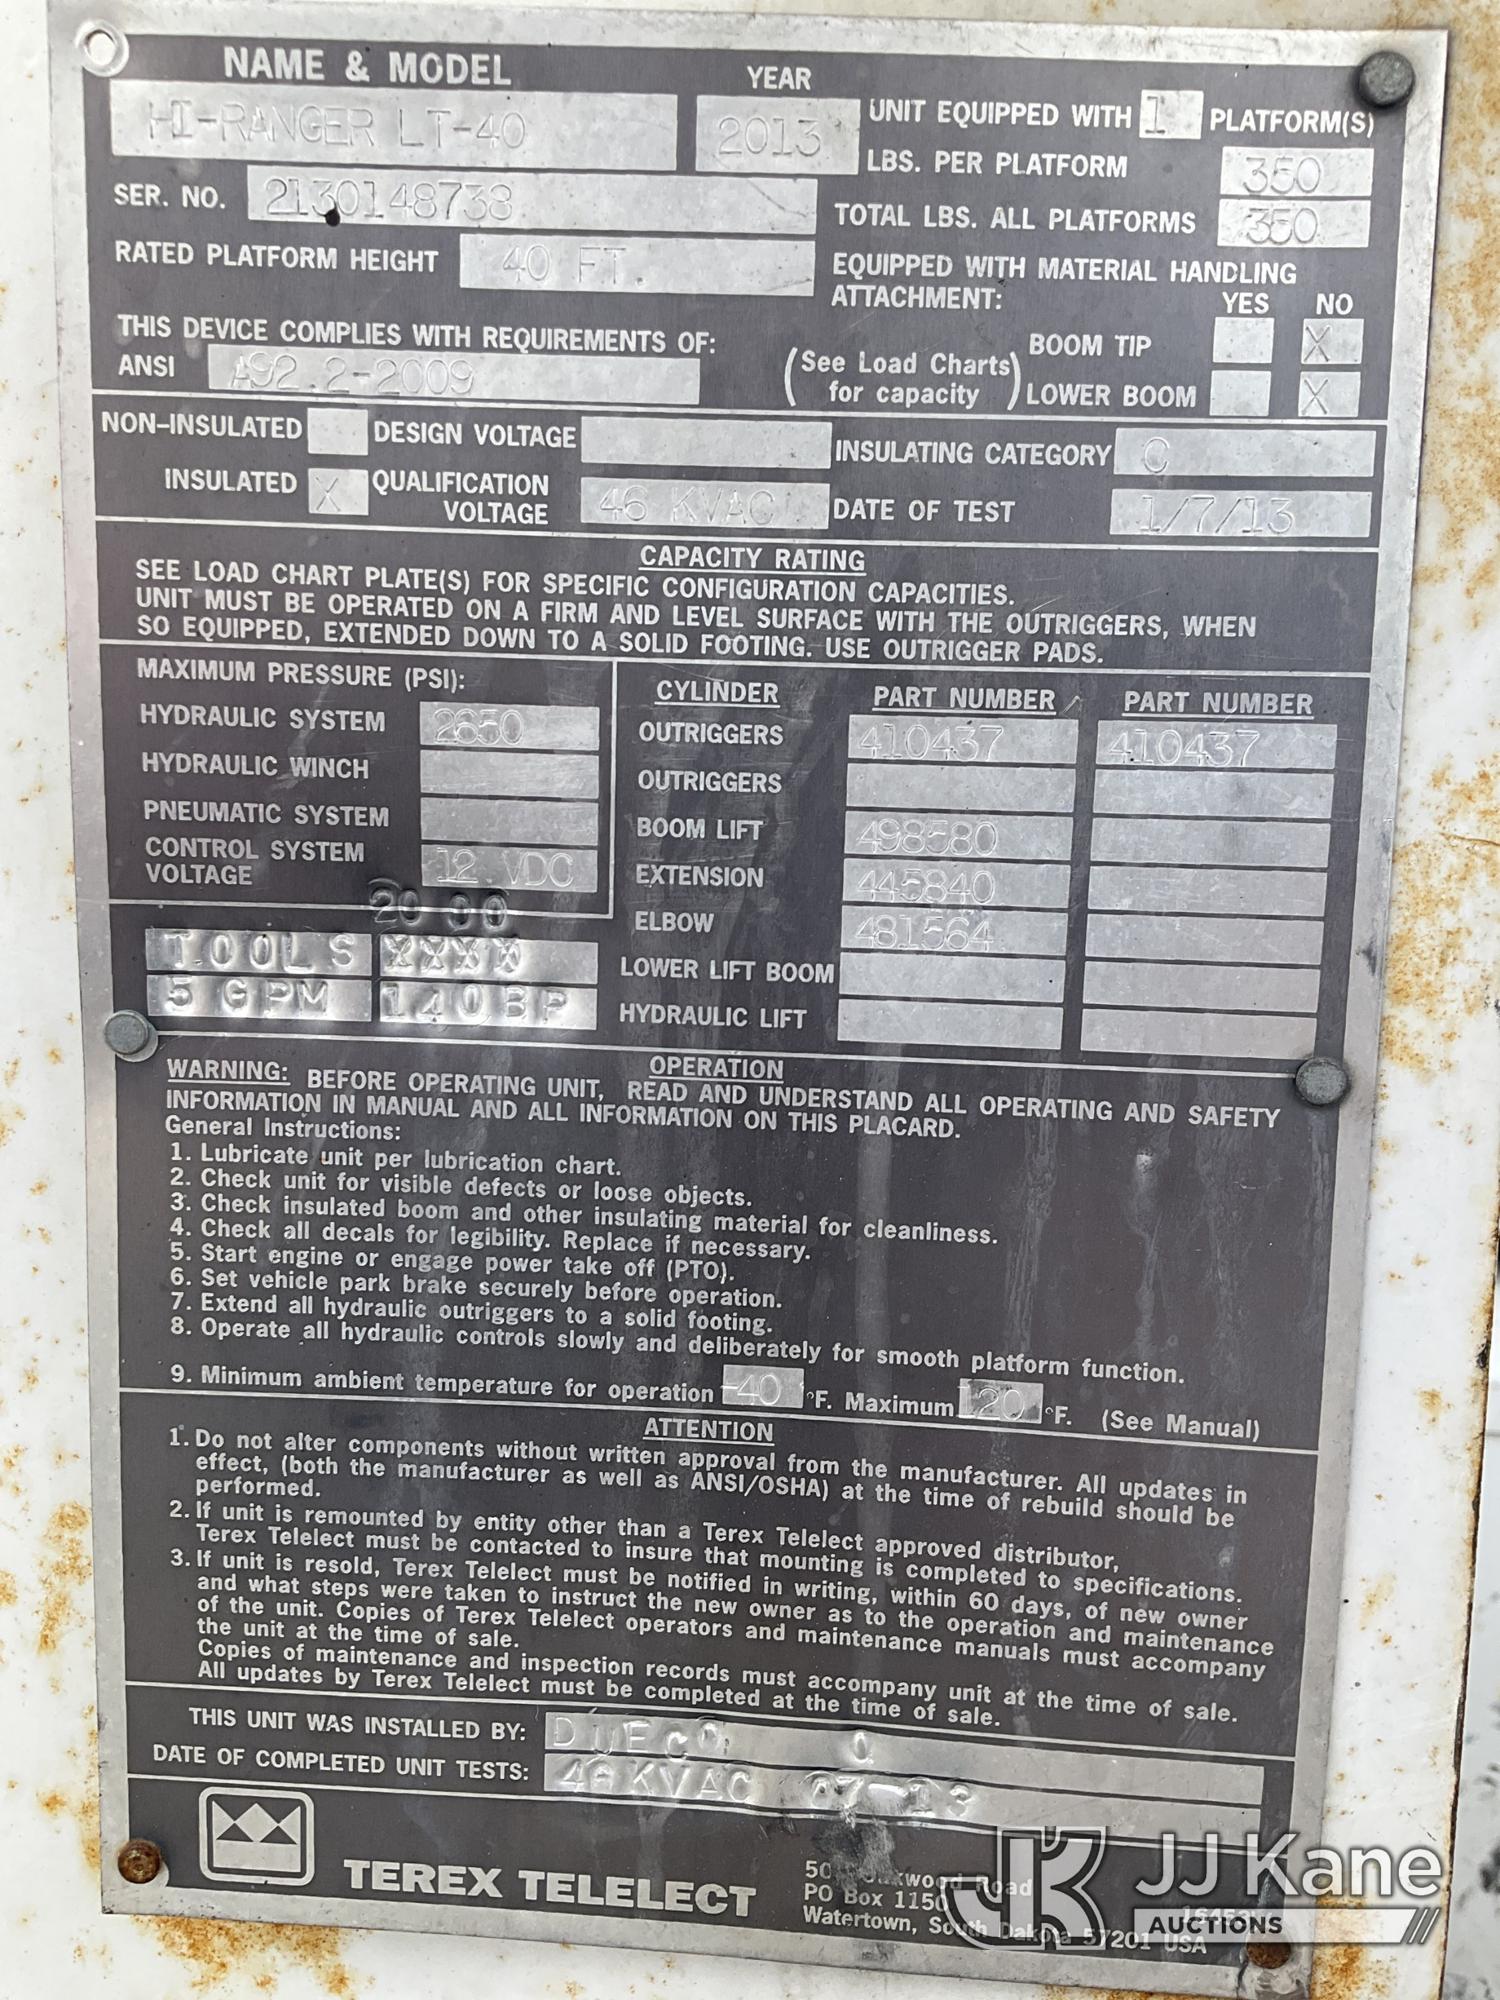 NAME & MODEL YEAR
HI-RANGER LT-40 2013
UNIT EQUIPPED WITH 1 PLATFORM(S)
LBS. PER PLATFORM 350
SER. NO. 2130148738
TOTAL LBS. ALL PLATFORMS 350
RATED PLATFORM HEIGHT 40 FT.
EQUIPPED WITH MATERIAL HANDLING
ATTACHMENT: YES NO
THIS DEVICE COMPLIES WITH REQUIREMENTS OF:
ANSI A92.2-2009
(See Load Charts
for capacity)
BOOM TIP X
LOWER BOOM X
NON-INSULATED DESIGN VOLTAGE INSULATING CATEGORY C
INSULATED X QUALIFICATION
VOLTAGE 46 KVAC DATE OF TEST 1/7/13
CAPACITY RATING
SEE LOAD CHART PLATE(S) FOR SPECIFIC CONFIGURATION CAPACITIES.
UNIT MUST BE OPERATED ON A FIRM AND LEVEL SURFACE WITH THE OUTRIGGERS, WHEN
SO EQUIPPED, EXTENDED DOWN TO A SOLID FOOTING. USE OUTRIGGER PADS.
MAXIMUM PRESSURE (PSI):
HYDRAULIC SYSTEM 2650
HYDRAULIC WINCH
PNEUMATIC SYSTEM
CONTROL SYSTEM
VOLTAGE 12 VDC
20 00
TOOLS XXXX
5 GPM 140BP
CYLINDER PART NUMBER PART NUMBER
OUTRIGGERS 410437 410437
OUTRIGGERS
BOOM LIFT 498580
EXTENSION 445840
ELBOW 481564
LOWER LIFT BOOM
HYDRAULIC LIFT
OPERATION
WARNING: BEFORE OPERATING UNIT, READ AND UNDERSTAND ALL OPERATING AND SAFETY
INFORMATION IN MANUAL AND ALL INFORMATION ON THIS PLACARD.
General Instructions:
1. Lubricate unit per lubrication chart.
2. Check unit for visible defects or loose objects.
3. Check insulated boom and other insulating material for cleanliness.
4. Check all decals for legibility. Replace if necessary.
5. Start engine or engage power take off (PTO).
6. Set vehicle park brake securely before operation.
7. Extend all hydraulic outriggers to a solid footing.
8. Operate all hydraulic controls slowly and deliberately for smooth platform function.
9. Minimum ambient temperature for operation -40 °F. Maximum 120 °F. (See Manual)
ATTENTION
1. Do not alter components without written approval from the manufacturer. All updates in
effect, (both the manufacturer as well as ANSI/OSHA) at the time of rebuild should be
performed.
2. If unit is remounted by entity other than a Terex Telelect approved distributor,
Terex Telelect must be contacted to insure that mounting is completed to specifications.
3. If unit is resold, Terex Telelect must be notified in writing, within 60 days, of new owner
and what steps were taken to instruct the new owner as to the operation and maintenance
of the unit. Copies of Terex Telelect operators and maintenance manuals must accompany
the unit at the time of sale.
Copies of maintenance and inspection records must accompany unit at the time of sale.
All updates by Terex Telelect must be completed at the time of sale.
THIS UNIT WAS INSTALLED BY: DUECO
DATE OF COMPLETED UNIT TESTS: 46KVAC 07 13
TEREX TELELECT
Road
PO Box 1150
Watertown, South Dakota 57201 USA
JK JJ Kane
AUCTIONS